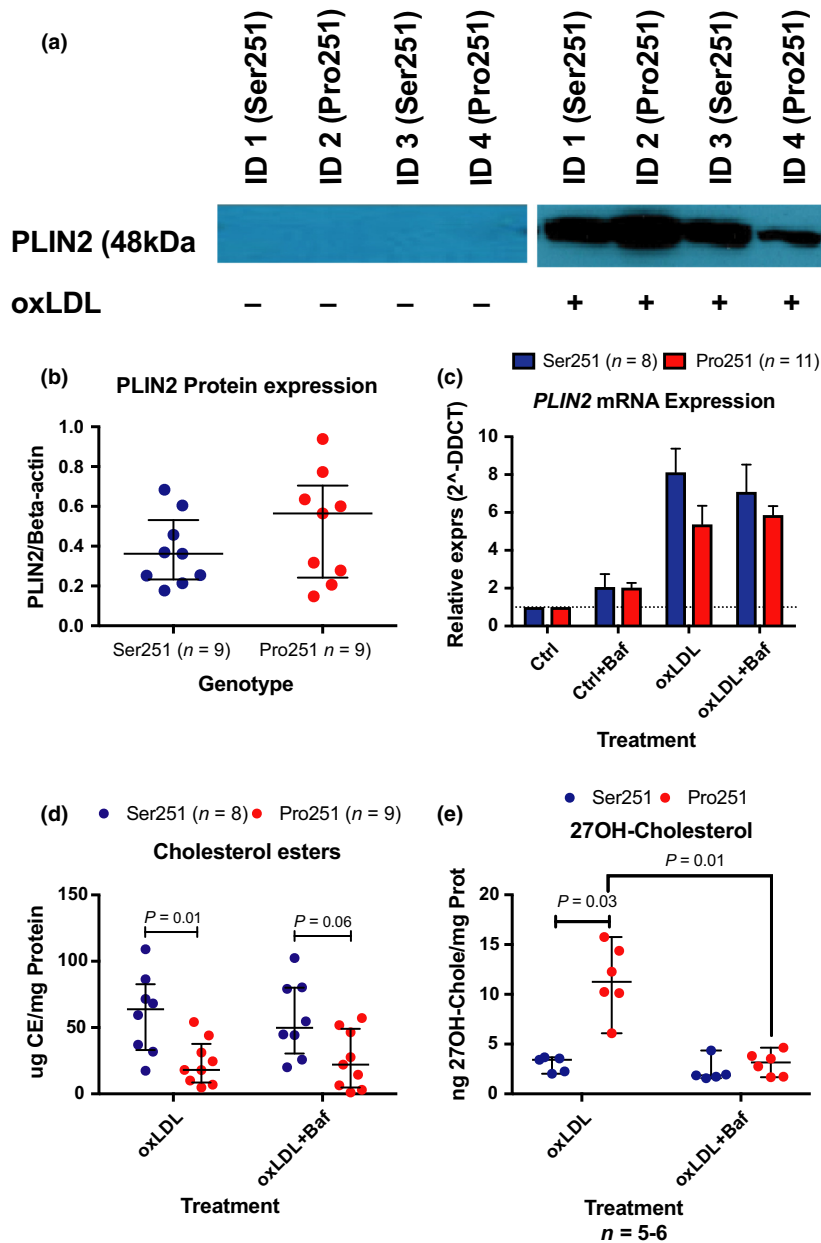 (a)
ID 1 (Ser251)
ID 2 (Pro251)
ID 3 (Ser251)
ID 4 (Pro251)
ID 1 (Ser251)
ID 2 (Pro251)
ID 3 (Ser251)
ID 4 (Pro251)
PLIN2 (48kDa
oxLDL – – – – + + + +
(b)
PLIN2 Protein expression
PLIN2/Beta-actin
1.0
0.8
0.6
0.4
0.2
0.0
Ser251 (n = 9) Pro251 n = 9)
Genotype
(c)
Ser251 (n = 8) Pro251 (n = 11)
PLIN2 mRNA Expression
Relative exprs (2^-DDCT)
10
8
6
4
2
0
Ctrl
Ctrl+Baf
oxLDL
oxLDL+Baf
Treatment
(d)
Ser251 (n = 8) Pro251 (n = 9)
Cholesterol esters
ug CE/mg Protein
150
100
50
0
P = 0.01
P = 0.06
oxLDL
oxLDL+Baf
Treatment
(e)
Ser251 Pro251
27OH-Cholesterol
ng 27OH-Chole/mg Prot
20
15
10
5
0
P = 0.01
P = 0.03
oxLDL
oxLDL+Baf
Treatment
n = 5-6